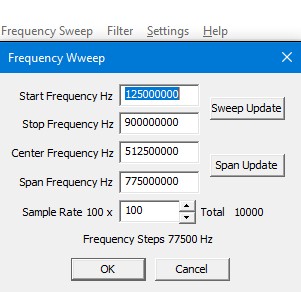 Frequency Sweep Filter Settings Help
Frequency Wweep
Start Frequency Hz 125000000
Sweep Update
Stop Frequency Hz 900000000
Center Frequency Hz 512500000
Span Update
Span Frequency Hz 775000000
Sample Rate 100 x 100 Total 10000
Frequency Steps 77500 Hz
OK Cancel